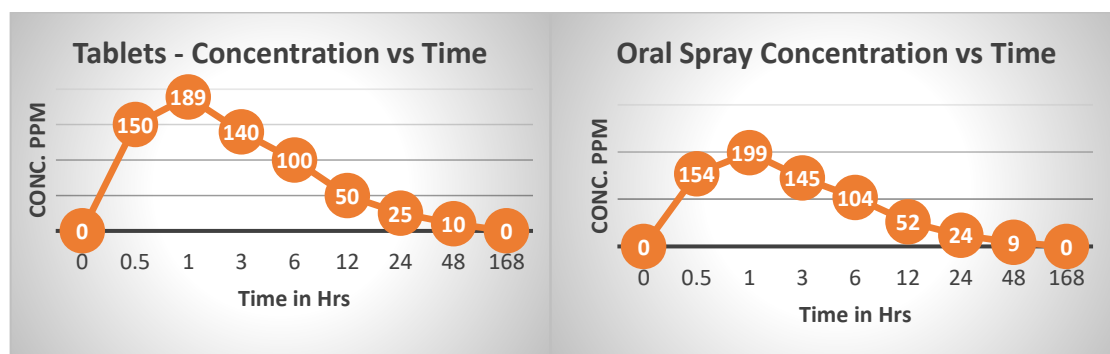 Tablets - Concentration vs Time
CONC. PPM
0
150
189
140
100
50
25
10
0
0 0.5 1 3 6 12 24 48 168
Time in Hrs
Oral Spray Concentration vs Time
CONC. PPM
0
154
199
145
104
52
24
9
0
0 0.5 1 3 6 12 24 48 168
Time in Hrs